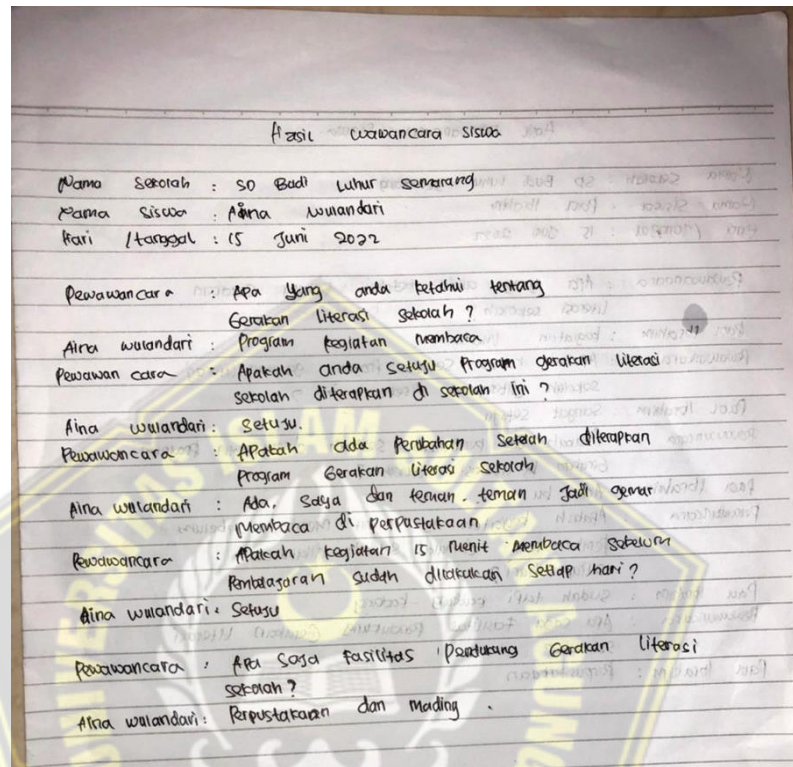 Hasil wawancara siswa
Nama Sekolah : SD Budi Luhur Semarang
Nama Siswa : Aina wulandari
Hari /tanggal : 15 Juni 2022
Pewawancara : Apa yang anda ketahui tentang
Gerakan literasi sekolah ?
Aina wulandari : Program kegiatan membaca
Pewawancara : Apakah anda setuju Program gerakan literasi
sekolah diterapkan di sekolah ini ?
Aina wulandari : Setuju.
Pewawancara : Apakah ada Perubahan Setelah diterapkan
Program Gerakan literasi sekolah
Aina wulandari : Ada, Saya dan teman-teman Jadi gemar
Membaca di perpustakaan
Pewawancara : Apakah kegiatan 15 menit membaca sebelum
Pembelajaran sudah dilakukan Setiap hari ?
Aina wulandari : Setuju
Pewawancara : Apa saja fasilitas Pendukung Gerakan literasi
sekolah ?
Aina wulandari : Perpustakaan dan Mading .
UNIVERSITAS ISLAM SULTAN